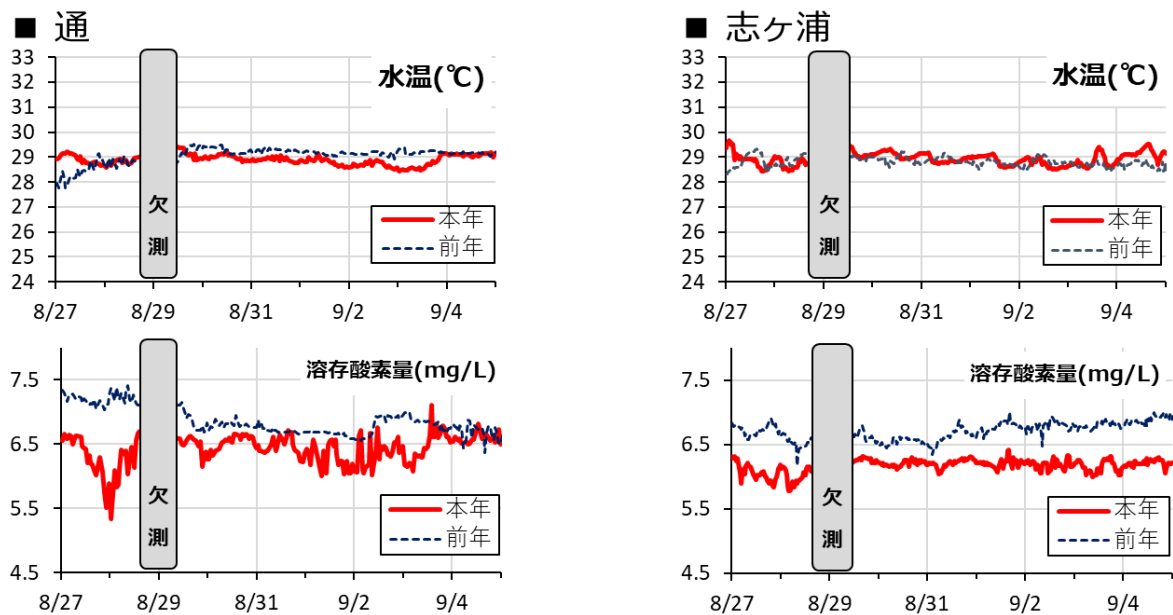 ■ 通
水温(℃)
33
32
31
30
29
28
27
26
25
24
欠
測
本年
前年
8/27
8/29
8/31
9/2
9/4
■ 志ヶ浦
水温(℃)
33
32
31
30
29
28
27
26
25
24
欠
測
本年
前年
8/27
8/29
8/31
9/2
9/4
溶存酸素量(mg/L)
7.5
6.5
5.5
4.5
欠
測
本年
前年
8/27
8/29
8/31
9/2
9/4
溶存酸素量(mg/L)
7.5
6.5
5.5
4.5
欠
測
本年
前年
8/27
8/29
8/31
9/2
9/4